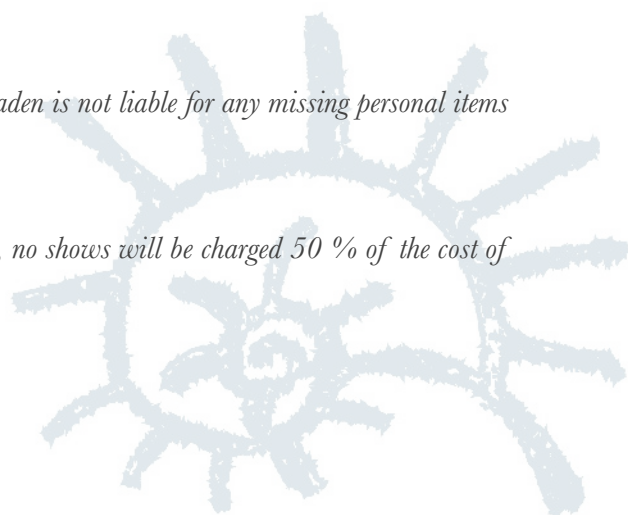 aden is not liable for any missing personal items
, no shows will be charged 50 % of the cost of